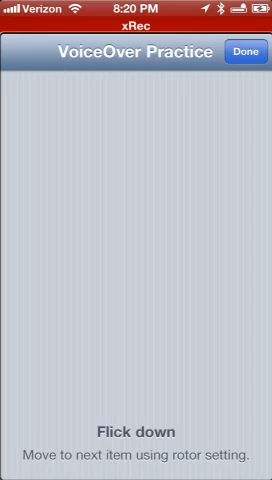 Verizon 8:20 PM
xRec
VoiceOver Practice Done
Flick down
Move to next item using rotor setting.